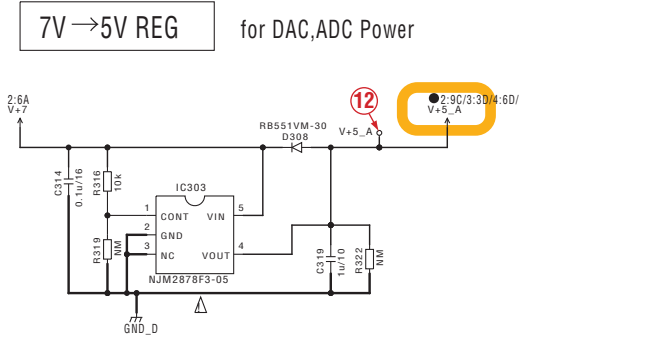 7V→5V REG
for DAC,ADC Power
2:6A
V+7
12
2:9C/3:3D/4:6D/
V+5_A
RB551VM-30
D308
V+5_A
C314
0.1u/16
R316
10k
IC303
1
CONT
VIN
5
2
GND
3
NC
VOUT
4
R319
NM
C319
1u/10
R322
NM
NJM2878F3-05
!
GND_D